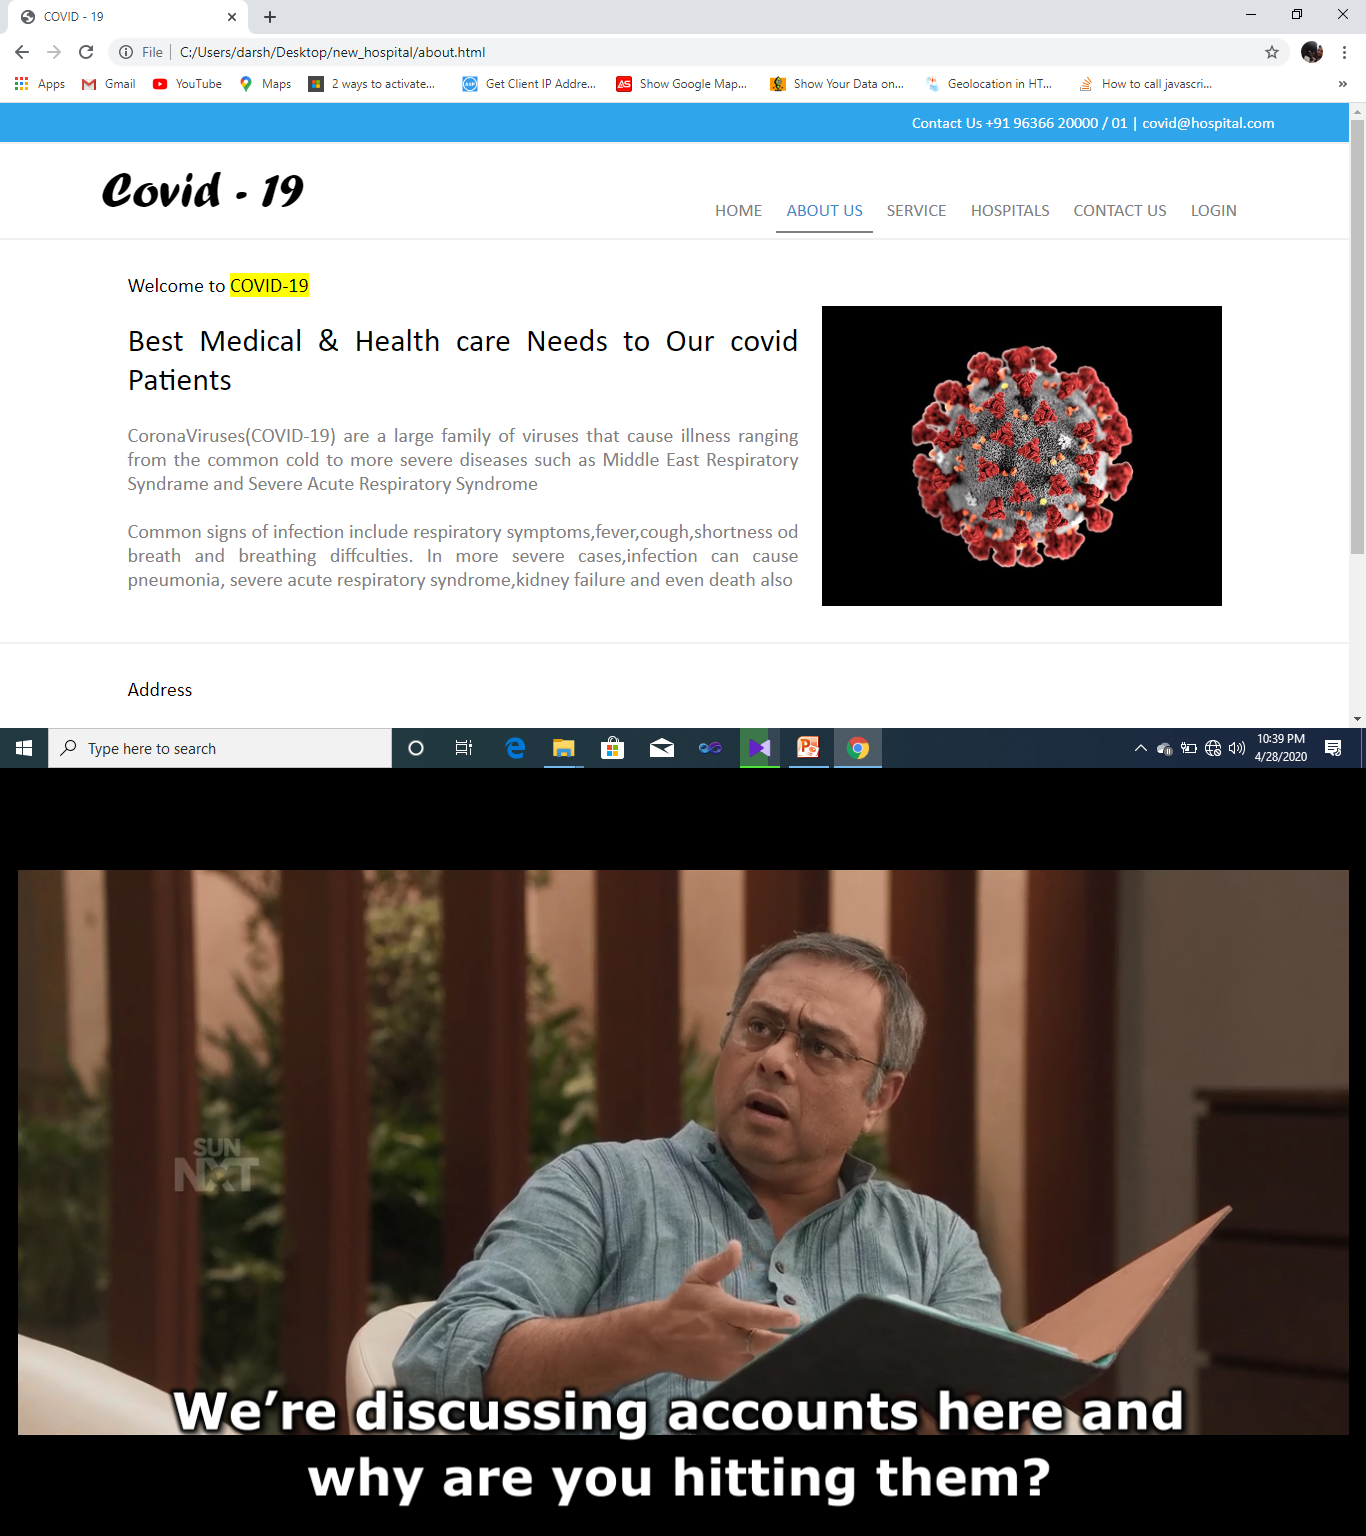 COVID - 19
File
C:/Users/darsh/Desktop/new_hospital/about.html
Apps
Gmail
YouTube
Maps
2 ways to activate...
Get Client IP Addre...
Show Google Map...
Show Your Data on...
Geolocation in HT...
How to call javascri...
»
Contact Us +91 96366 20000 / 01 | covid@hospital.com
Covid - 19
HOME ABOUT US SERVICE HOSPITALS CONTACT US LOGIN
Welcome to COVID-19
Best Medical & Health care Needs to Our covid
Patients
CoronaViruses(COVID-19) are a large family of viruses that cause illness ranging
from the common cold to more severe diseases such as Middle East Respiratory
Syndrame and Severe Acute Respiratory Syndrome
Common signs of infection include respiratory symptoms,fever,cough,shortness od
breath and breathing diffculties. In more severe cases,infection can cause
pneumonia, severe acute respiratory syndrome,kidney failure and even death also
Address
Type here to search
10:39 PM
4/28/2020
SUN
NXT
We're discussing accounts here and
why are you hitting them?